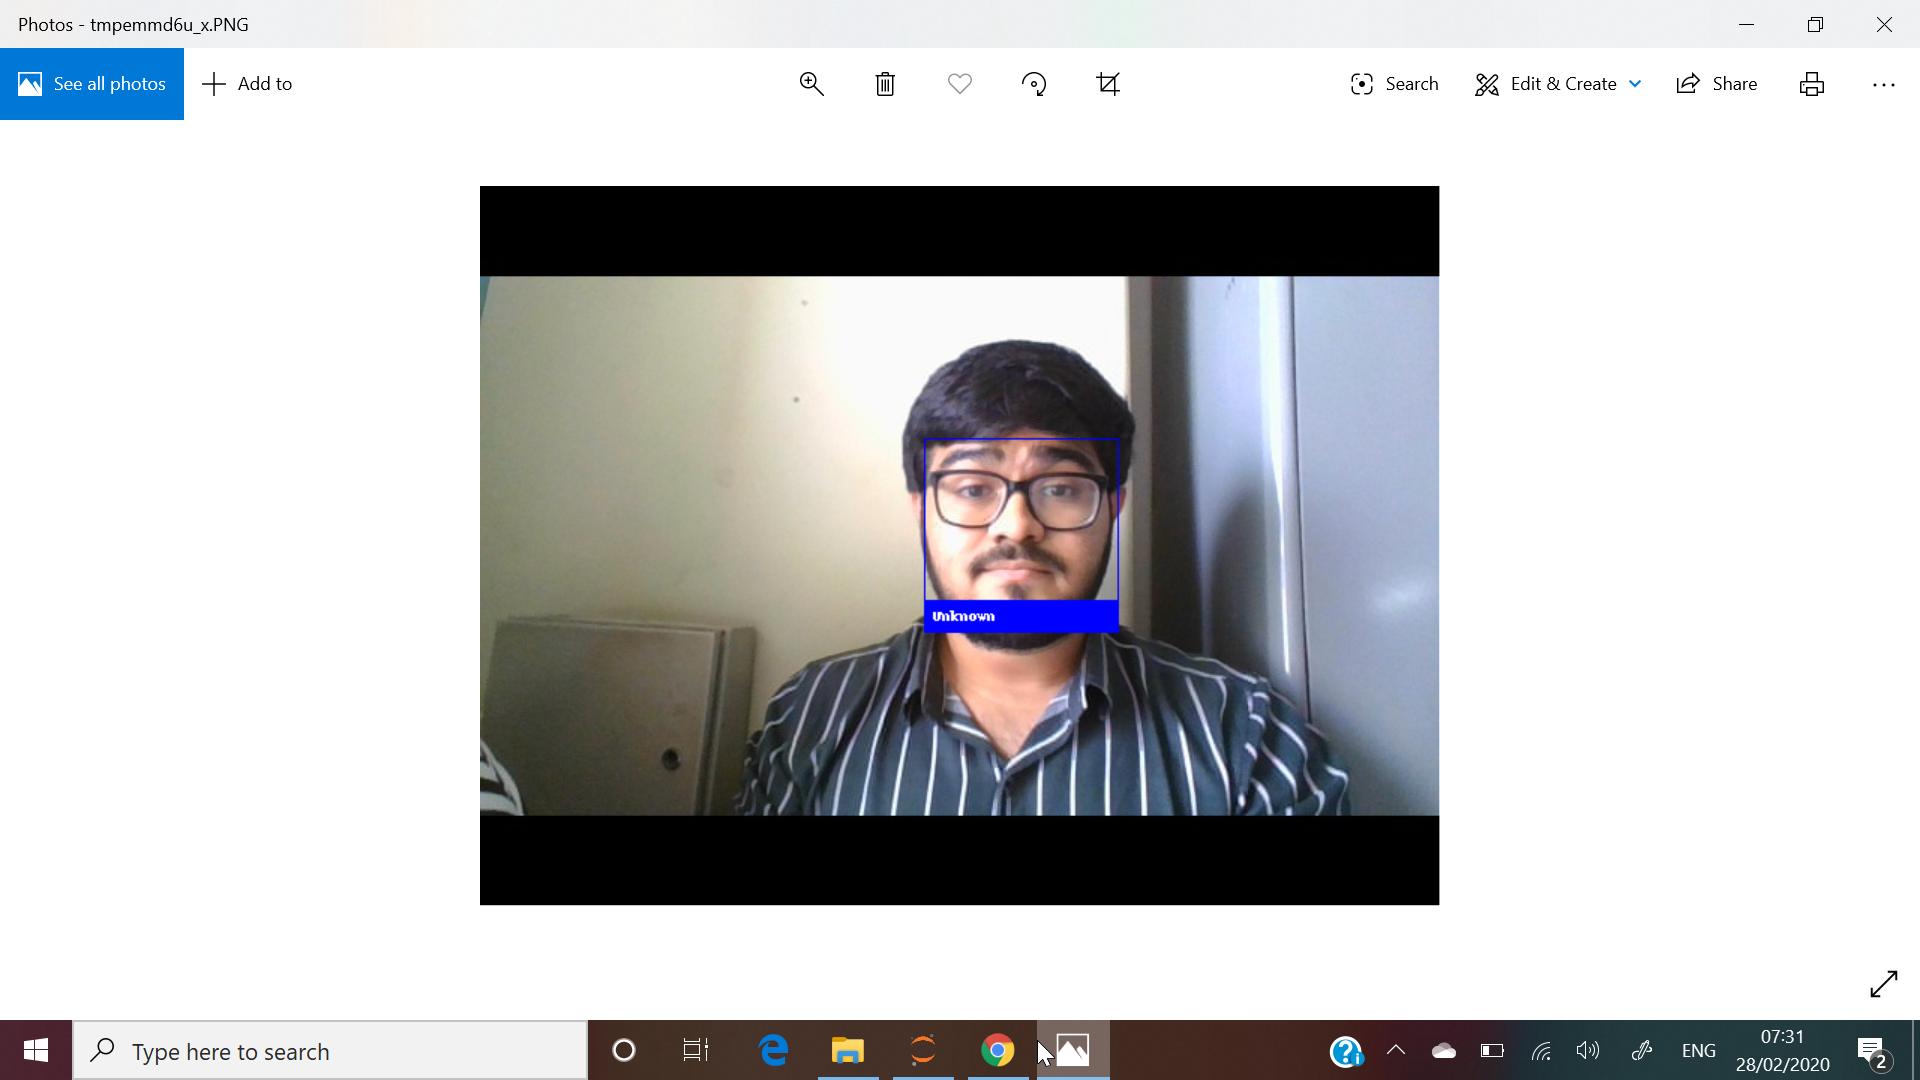 Photos - tmpemmd6u_x.PNG
See all photos
Add to
Search
Edit & Create
Share
Unknown
Type here to search
ENG
07:31
28/02/2020
2